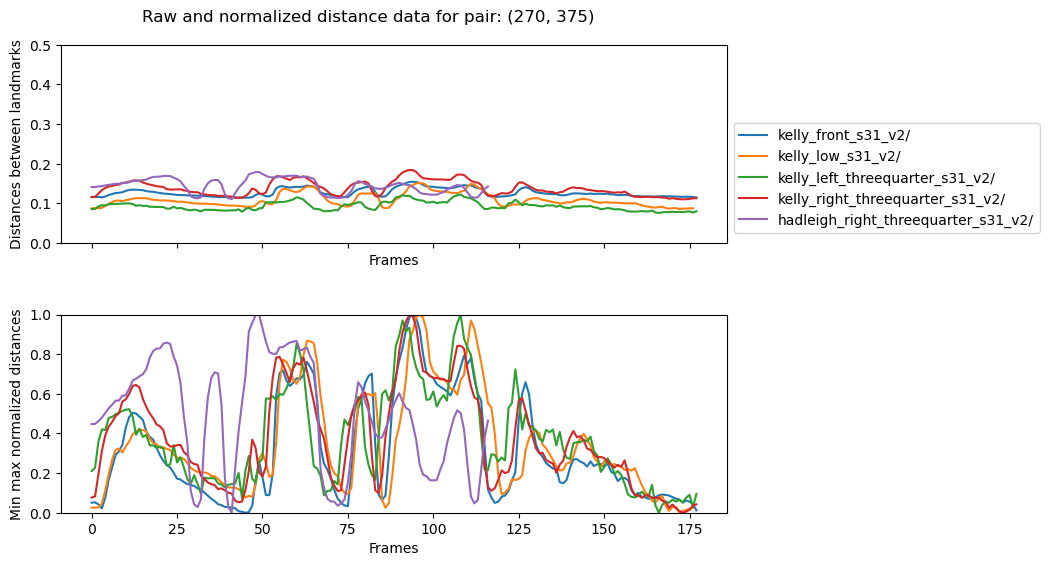 Raw and normalized distance data for pair: (270, 375)
Distances between landmarks
0.5
0.4
0.3
0.2
0.1
0.0
Frames
kelly_front_s31_v2/
kelly_low_s31_v2/
kelly_left_threequarter_s31_v2/
kelly_right_threequarter_s31_v2/
hadleigh_right_threequarter_s31_v2/
Min max normalized distances
1.0
0.8
0.6
0.4
0.2
0.0
0 25 50 75 100 125 150 175
Frames